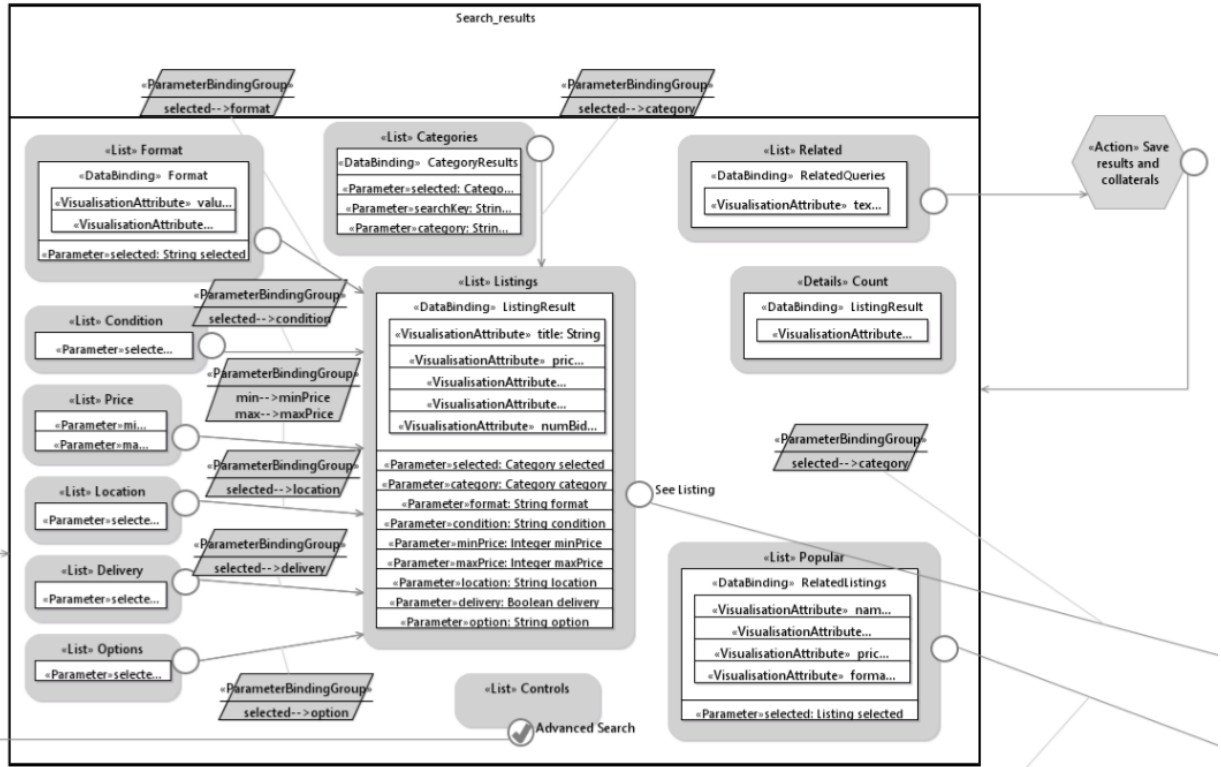 Search_results
«ParameterBindingGroup»
selected-->format
«ParameterBindingGroup»
selected-->category
«List» Format
«DataBinding» Format
«VisualisationAttribute» valu...
«VisualisationAttribute...
«Parameter»selected: String selected
«List» Categories
«DataBinding» CategoryResults
«Parameter»selected: Catego...
«Parameter»searchKey: Strin...
«Parameter»category: Strin...
«List» Related
«DataBinding» RelatedQueries
«VisualisationAttribute» tex...
«Action» Save
results and
collaterals
«ParameterBindingGroup»
selected-->condition
«List» Condition
«Parameter»selecte...
«ParameterBindingGroup»
min-->minPrice
max-->maxPrice
«List» Price
«Parameter»mi...
«Parameter»ma...
«ParameterBindingGroup»
selected-->location
«List» Location
«Parameter»selecte...
«ParameterBindingGroup»
selected-->delivery
«List» Delivery
«Parameter»selecte...
«List» Options
«Parameter»selecte...
«ParameterBindingGroup»
selected-->option
«List» Listings
«DataBinding» ListingResult
«VisualisationAttribute» title: String
«VisualisationAttribute» pric...
«VisualisationAttribute...
«VisualisationAttribute...
«VisualisationAttribute» numBid...
«Parameter»selected: Category selected
«Parameter»category: Category category
«Parameter»format: String format
«Parameter»condition: String condition
«Parameter»minPrice: Integer minPrice
«Parameter»maxPrice: Integer maxPrice
«Parameter»location: String location
«Parameter»delivery: Boolean delivery
«Parameter»option: String option
See Listing
«Details» Count
«DataBinding» ListingResult
«VisualisationAttribute...
«ParameterBindingGroup»
selected-->category
«List» Popular
«DataBinding» RelatedListings
«VisualisationAttribute» nam...
«VisualisationAttribute...
«VisualisationAttribute» pric...
«VisualisationAttribute» forma...
«Parameter»selected: Listing selected
«List» Controls
Advanced Search